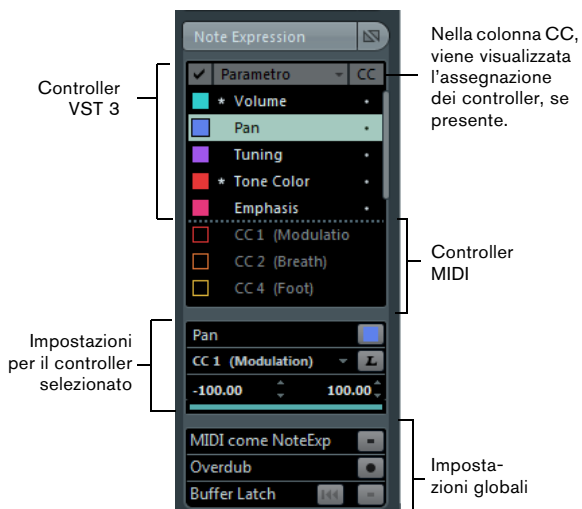 Note Expression
Parametro CC
* Volume
Pan
Tuning
* Tone Color
Emphasis
CC 1 (Modulatio
CC 2 (Breath)
CC 4 (Foot)
Pan
CC 1 (Modulation) L
-100.00 100.00
MIDI come NoteExp
Overdub
Buffer Latch
Controller
VST 3
Nella colonna CC,
viene visualizzata
l'assegnazione
dei controller, se
presente.
Controller
MIDI
Impostazioni
per il controller
selezionato
Imposta-
zioni globali